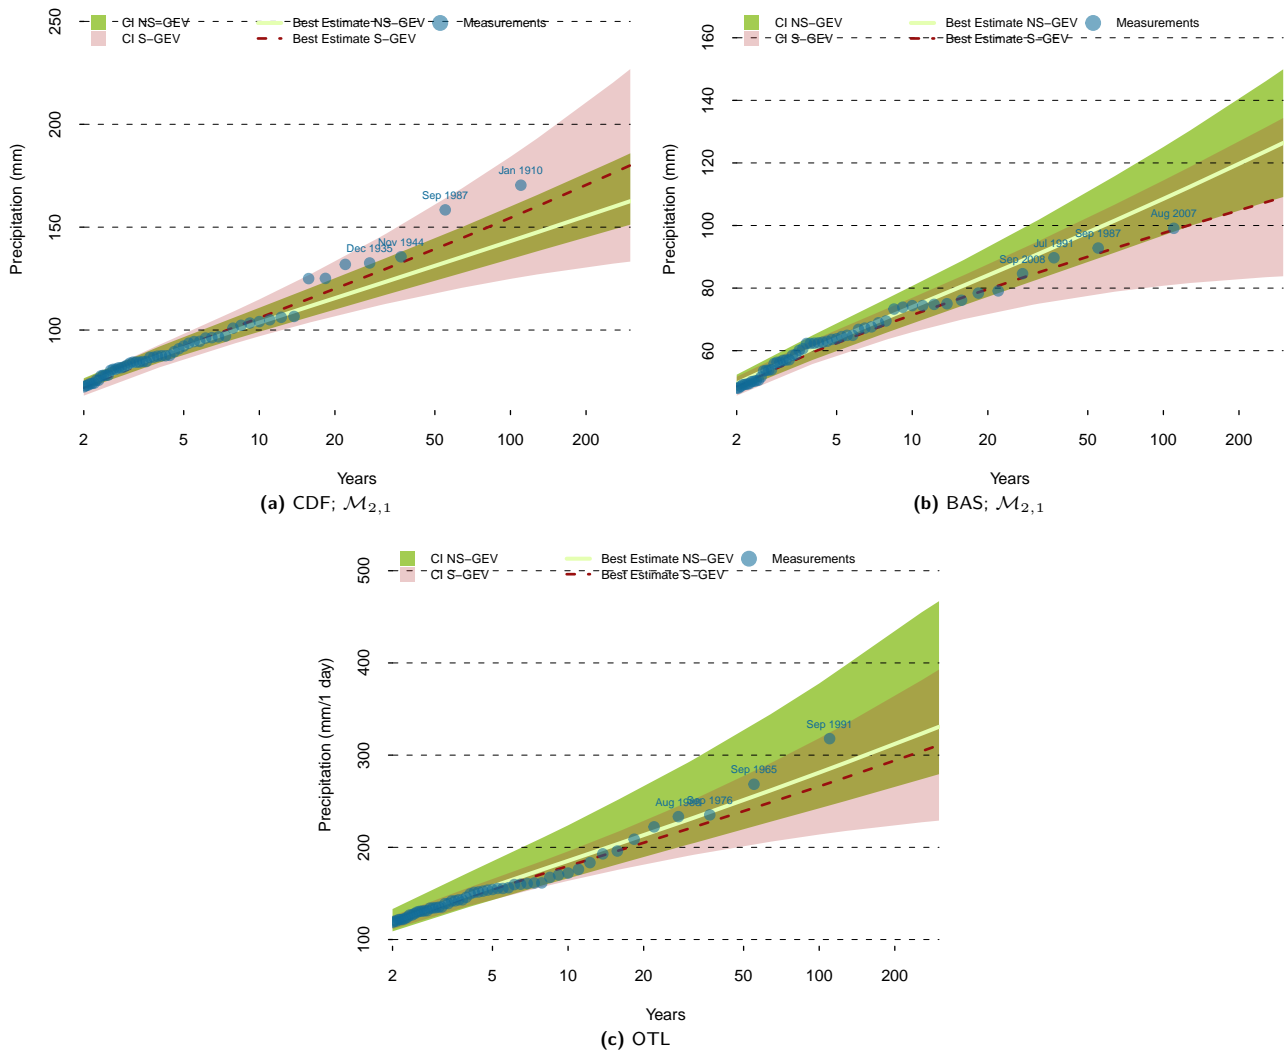 CI NS−GEV
CI S−GEV
Best Estimate NS−GEV
Best Estimate S−GEV
Measurements
Precipitation (mm)
250
200
150
100
Jan 1910
Sep 1987
Nov 1944
Dec 1935
2 5 10 20 50 100 200
Years
(a) CDF; M2,1
CI NS−GEV
CI S−GEV
Best Estimate NS−GEV
Best Estimate S−GEV
Measurements
Precipitation (mm)
160
140
120
100
80
60
Aug 2007
Sep 1987
Jul 1991
Sep 2008
2 5 10 20 50 100 200
Years
(b) BAS; M2,1
CI NS−GEV
CI S−GEV
Best Estimate NS−GEV
Best Estimate S−GEV
Measurements
Precipitation (mm/1 day)
500
400
300
200
100
Sep 1991
Sep 1965
Sep 1976
Aug
2 5 10 20 50 100 200
Years
(c) OTL